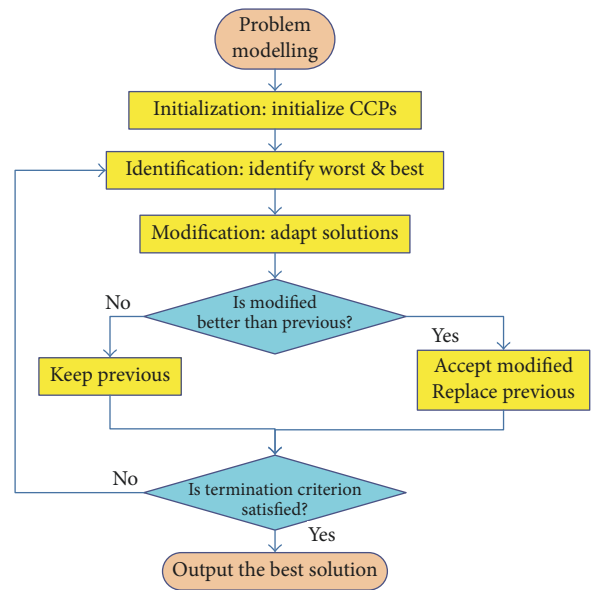 Problem
modelling
Initialization: initialize CCPs
Identification: identify worst & best
Modification: adapt solutions
No
Is modified
better than previous?
Yes
Keep previous
Accept modified
Replace previous
No
Is termination criterion
satisfied?
Yes
Output the best solution